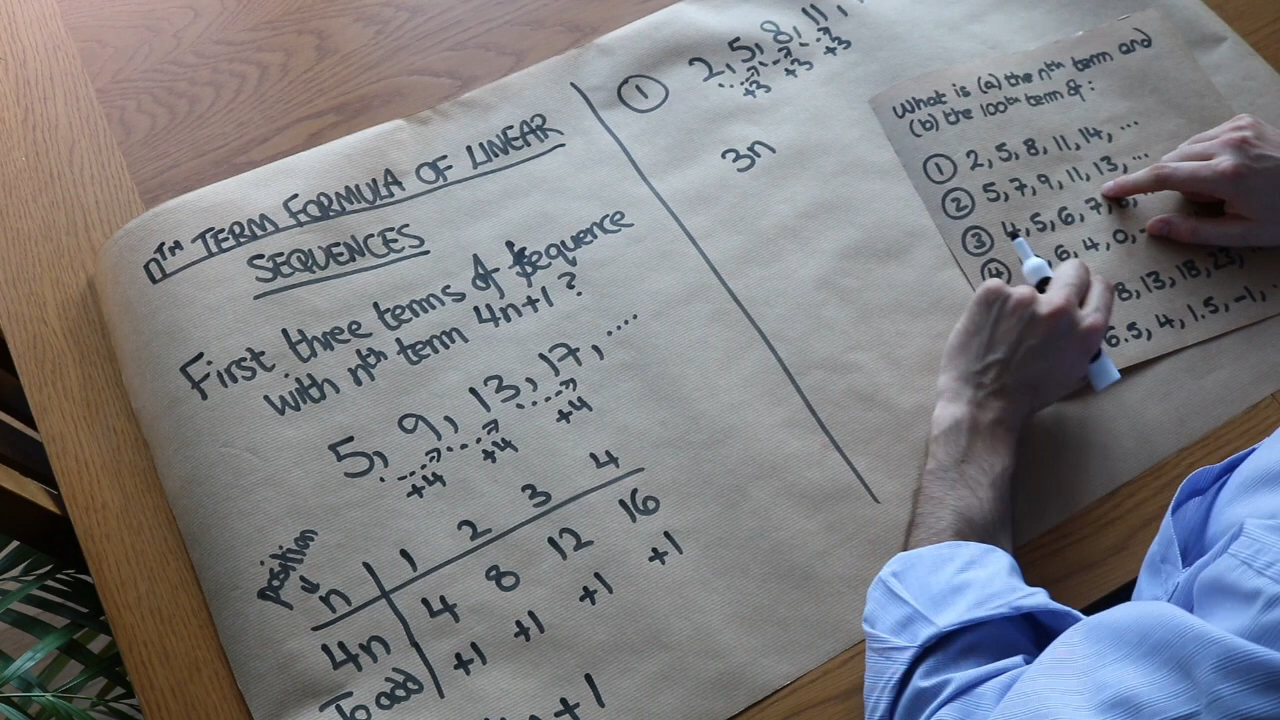 nTH TERM FORMULA OF LINEAR
SEQUENCES
First three terms of sequence
with nth term 4n+1 ?
5, 9, 13, 17, ....
+4 +4 +4
position
n 1 2 3 4
4n 4 8 12 16
To add +1 +1 +1 +1
+1
1 2, 5, 8, 11,
+3 +3 +3
3n
What is (a) the nth term and
(b) the 100th term of:
1 2, 5, 8, 11, 14, ...
2 5, 7, 9, 11, 13, ...
3 4, 5, 6, 7,
4 6, 4, 0,
8, 13, 18, 23,
6.5, 4, 1.5, -1,